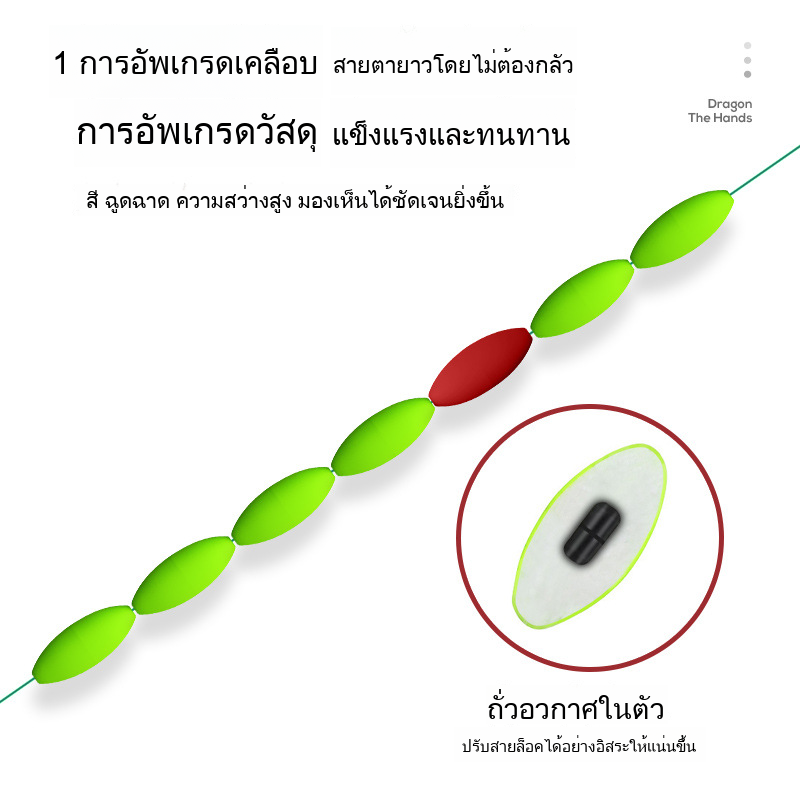 1 การอัพเกรดเคลือบ สายตายาวโดยไม่ต้องกลัว
Dragon
The Hands
การอัพเกรดวัสดุ แข็งแรงและทนทาน
สี ฉูดฉาด ความสว่างสูง มองเห็นได้ชัดเจนยิ่งขึ้น
ถั่วอวกาศในตัว
ปรับสายล็อคได้อย่างอิสระให้แน่นขึ้น